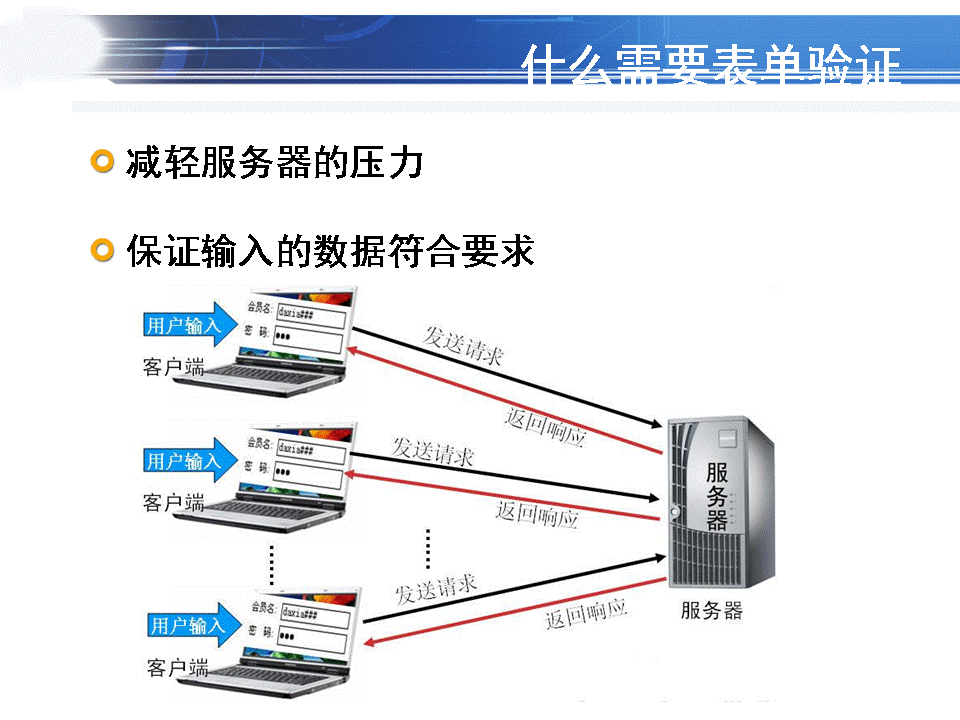 什么需要表单验证
减轻服务器的压力
保证输入的数据符合要求
用户输入
会员名: daxia###
密 码: ●●●
客户端
发送请求
返回响应
用户输入
会员名: daxia###
密 码: ●●●
客户端
发送请求
返回响应
服务器
服务器
用户输入
会员名: daxia###
密 码: ●●●
客户端
发送请求
返回响应